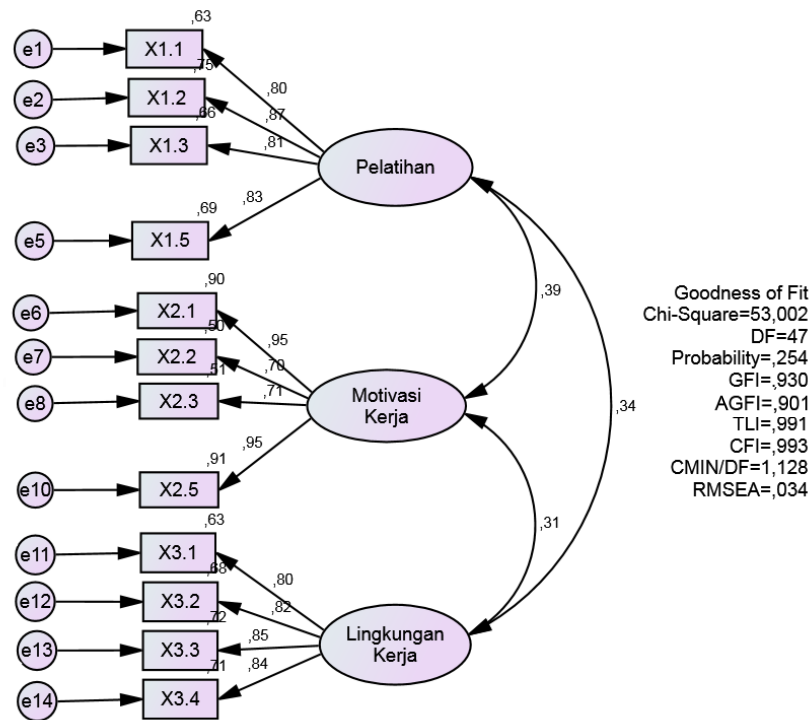 ,63
e1
X1.1
,80
,75
e2
X1.2
,87
,66
e3
X1.3
,81
Pelatihan
,83
,69
e5
X1.5
,39
,90
e6
X2.1
,95
,50
e7
X2.2
,70
,51
e8
X2.3
,71
Motivasi
Kerja
,95
,91
e10
X2.5
,34
,31
,63
e11
X3.1
,80
,68
e12
X3.2
,82
,72
e13
X3.3
,85
Lingkungan
Kerja
,71
,84
e14
X3.4
Goodness of Fit
Chi-Square=53,002
DF=47
Probability=,254
GFI=,930
AGFI=,901
TLI=,991
CFI=,993
CMIN/DF=1,128
RMSEA=,034